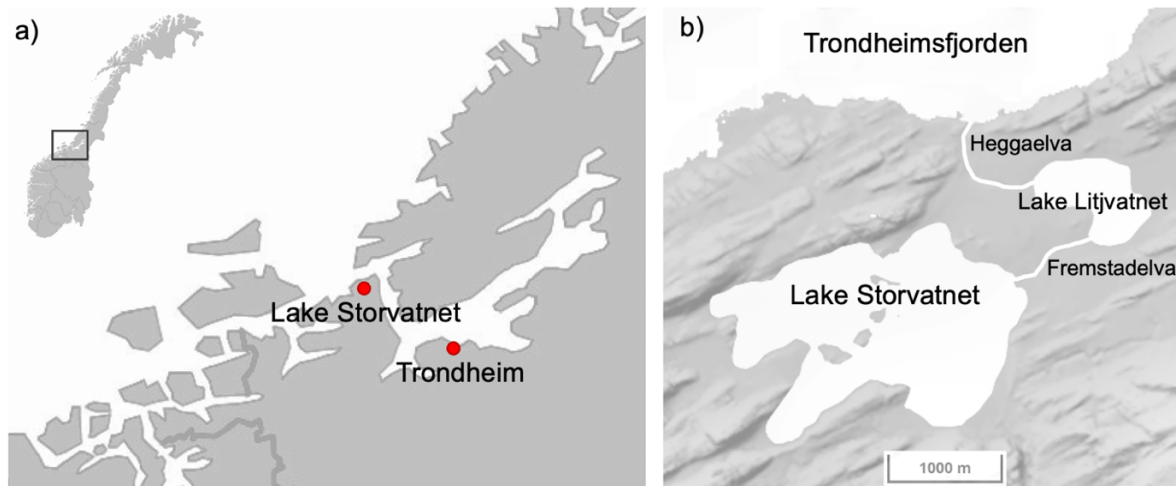 a)
Lake Storvatnet
Trondheim
b)
Trondheimsfjorden
Heggaelva
Lake Litjvatnet
Fremstadelva
Lake Storvatnet
1000 m